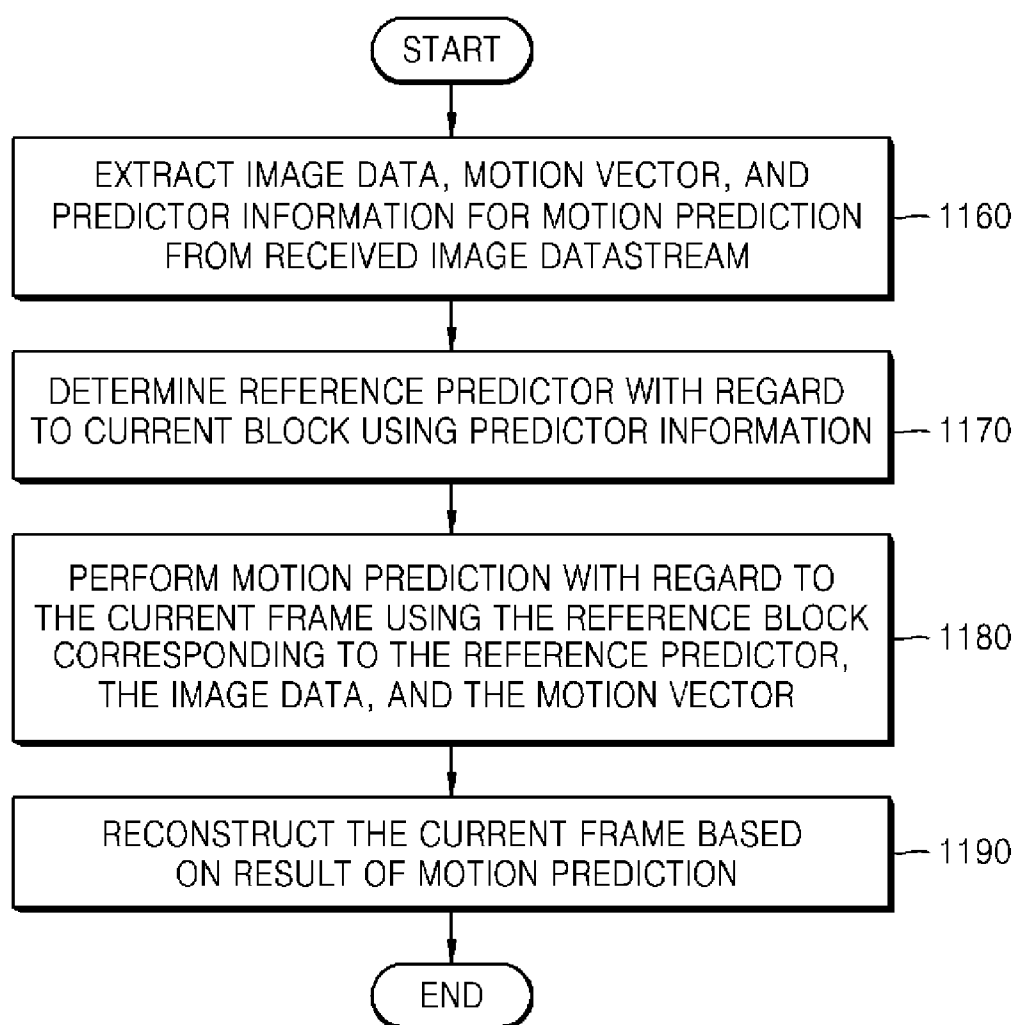 START
EXTRACT IMAGE DATA, MOTION VECTOR, AND
PREDICTOR INFORMATION FOR MOTION PREDICTION
FROM RECEIVED IMAGE DATASTREAM
1160
DETERMINE REFERENCE PREDICTOR WITH REGARD
TO CURRENT BLOCK USING PREDICTOR INFORMATION
1170
PERFORM MOTION PREDICTION WITH REGARD TO
THE CURRENT FRAME USING THE REFERENCE BLOCK
CORRESPONDING TO THE REFERENCE PREDICTOR,
THE IMAGE DATA, AND THE MOTION VECTOR
1180
RECONSTRUCT THE CURRENT FRAME BASED
ON RESULT OF MOTION PREDICTION
1190
END